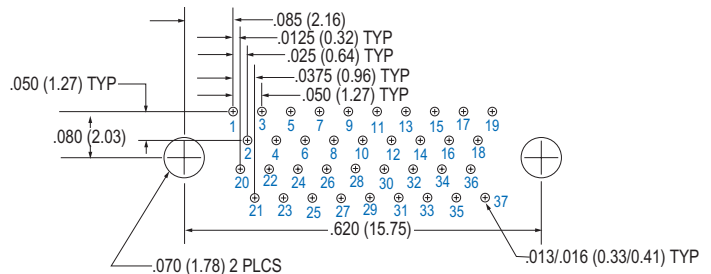 .085 (2.16)
.0125 (0.32) TYP
.025 (0.64) TYP
.0375 (0.96) TYP
.050 (1.27) TYP
.050 (1.27) TYP
.080 (2.03)
1 3 5 7 9 11 13 15 17 19
2 4 6 8 10 12 14 16 18
20 22 24 26 28 30 32 34 36
21 23 25 27 29 31 33 35 37
.620 (15.75)
.070 (1.78) 2 PLCS
.013/.016 (0.33/0.41) TYP